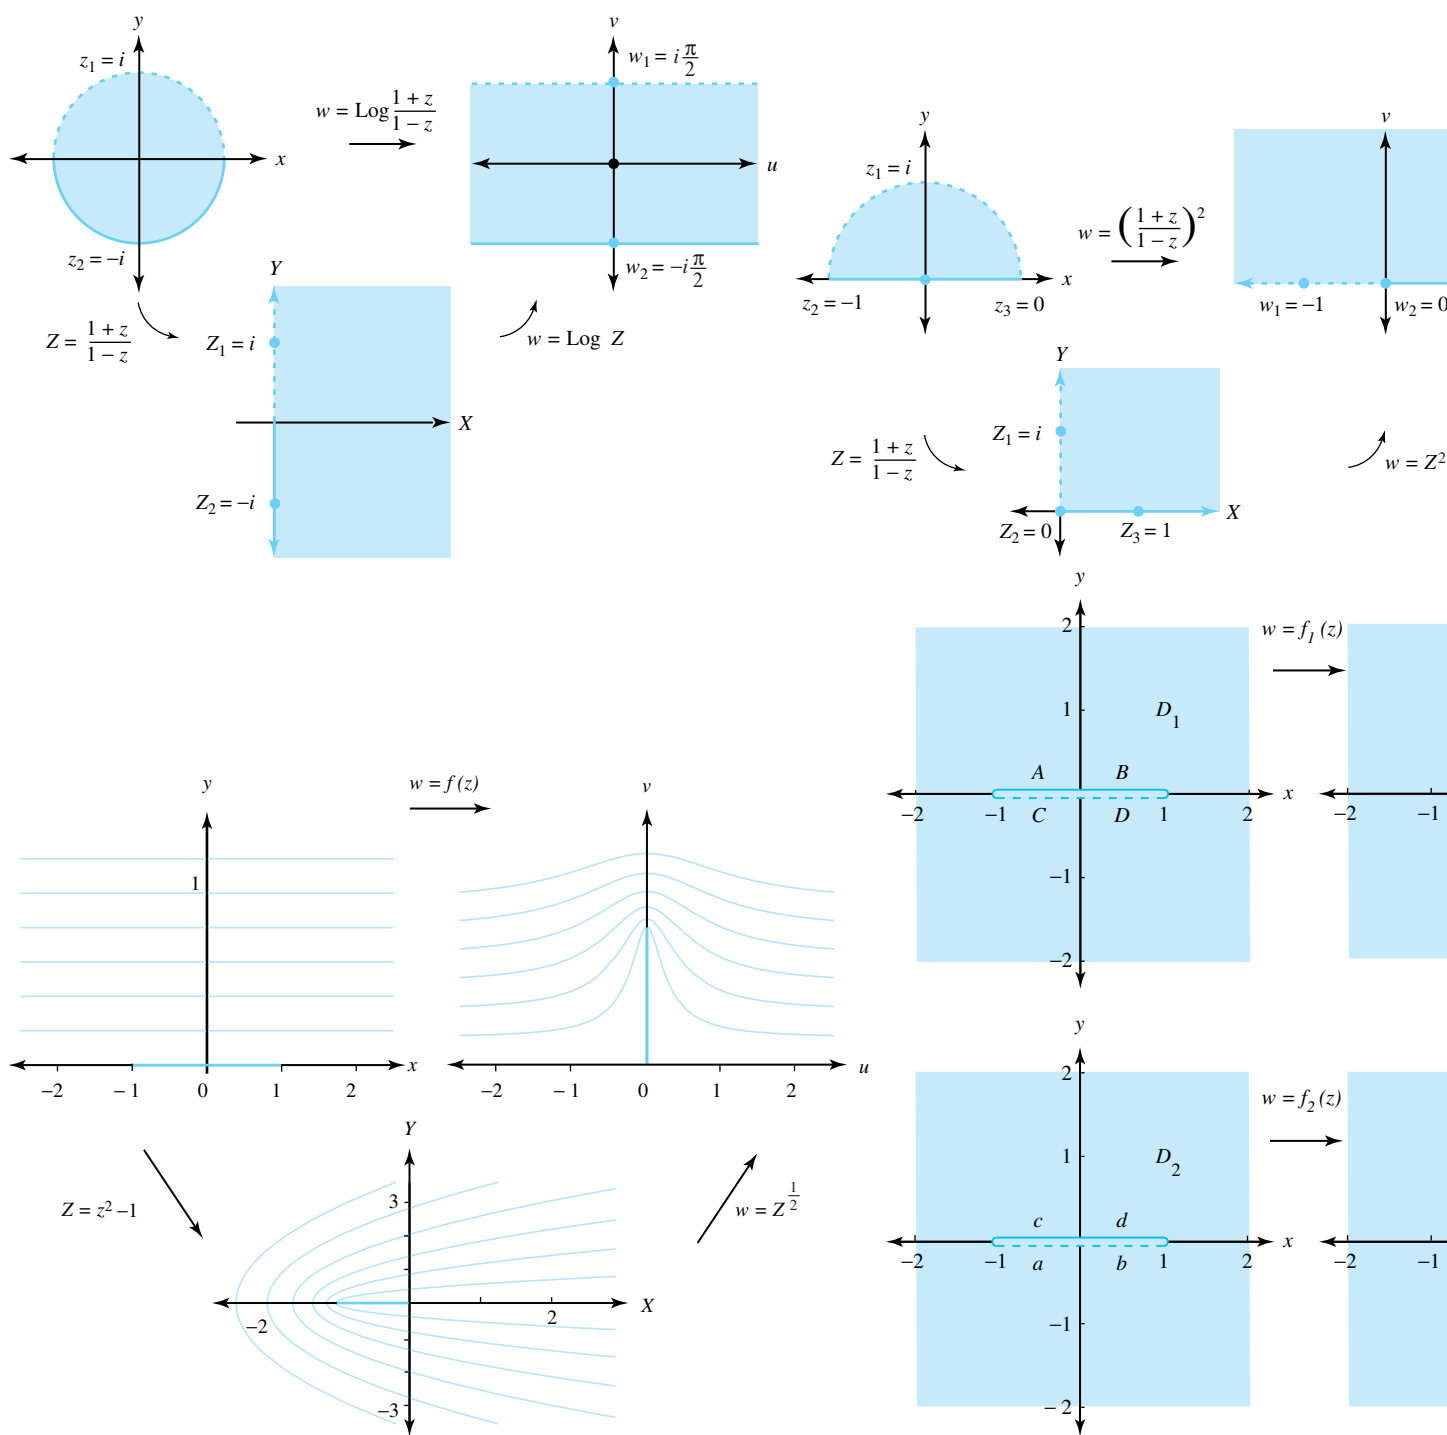 y
z₁ = i
x
z₂ = −i
w = Log (1 + z)/(1 − z)
v
w₁ = i π/2
u
w₂ = −i π/2
Z = (1 + z)/(1 − z)
Y
Z₁ = i
X
Z₂ = −i
w = Log Z
y
z₁ = i
x
z₂ = −1
z₃ = 0
w = ((1 + z)/(1 − z))²
v
w₁ = −1
w₂ = 0
Z = (1 + z)/(1 − z)
Y
Z₁ = i
X
Z₂ = 0
Z₃ = 1
w = Z²
y
1
x
−2 −1 0 1 2
w = f (z)
v
u
−2 −1 0 1 2
Z = z² −1
Y
3
X
−2
2
−3
w = Z^(1/2)
y
2
1
D₁
A B
x
−2 −1 1 2
C D
−1
−2
w = f₁ (z)
−2 −1
y
2
1
D₂
c d
x
−2 −1 1 2
a b
−1
−2
w = f₂ (z)
−2 −1